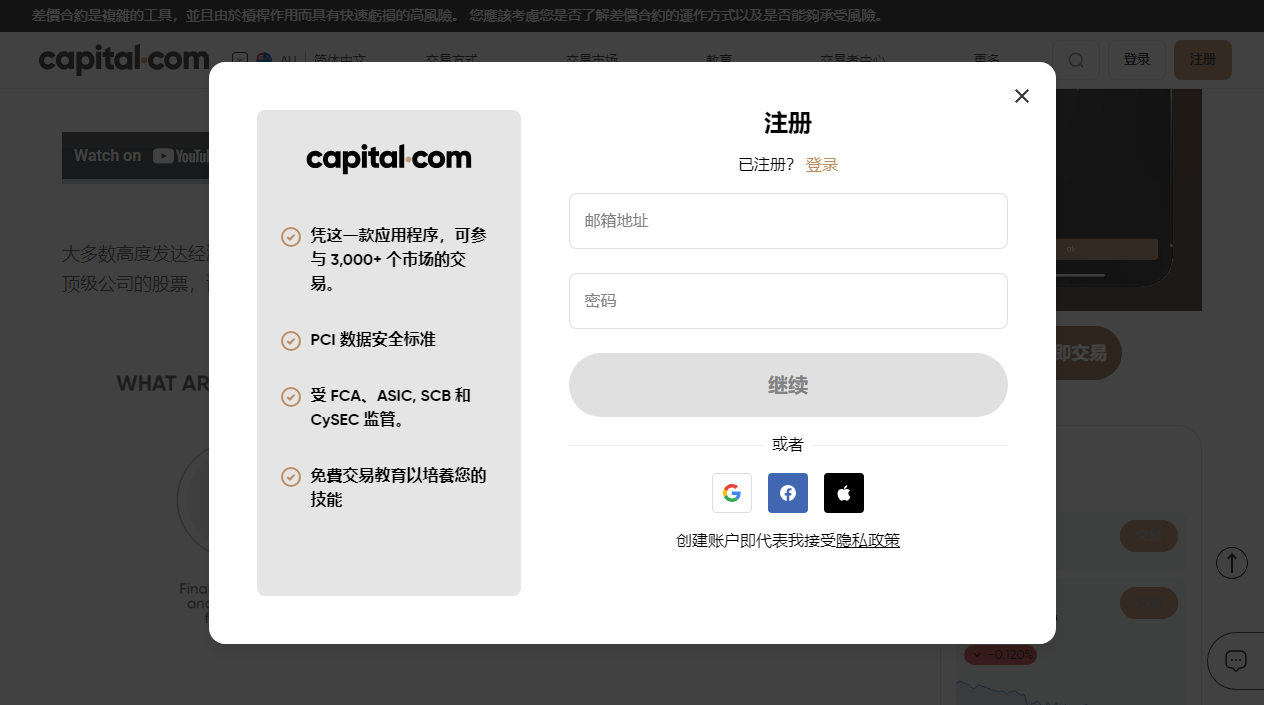 差價合約是複雜的工具，並且由於槓桿作用而具有快速虧損的高風險。 您應該考慮您是否了解差價合約的運作方式以及是否能夠承受風險。
capital.com
AU
简体中文
交易方式
交易市场
教育
交易者中心
更多
登录
注册
Watch on YouTu
大多数高度发达经
顶级公司的股票，
WHAT AR
Fina
and
f
ok
即交易
-0.120%
capital.com
凭这一款应用程序，可参
与 3,000+ 个市场的交
易。
PCI 数据安全标准
受 FCA、ASIC, SCB 和
CySEC 监管。
免費交易教育以培養您的
技能
注册
已注册？ 登录
邮箱地址
密码
继续
或者
创建账户即代表我接受隐私政策